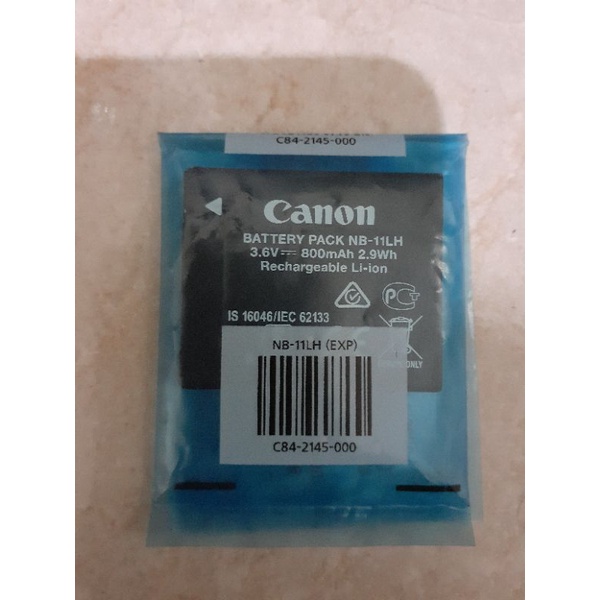 C84-2145-000
Canon
BATTERY PACK NB-11LH
3.6V⎓ 800mAh 2.9Wh
Rechargeable Li-ion
IS 16046/IEC 62133
NB-11LH (EXP)
C84-2145-000